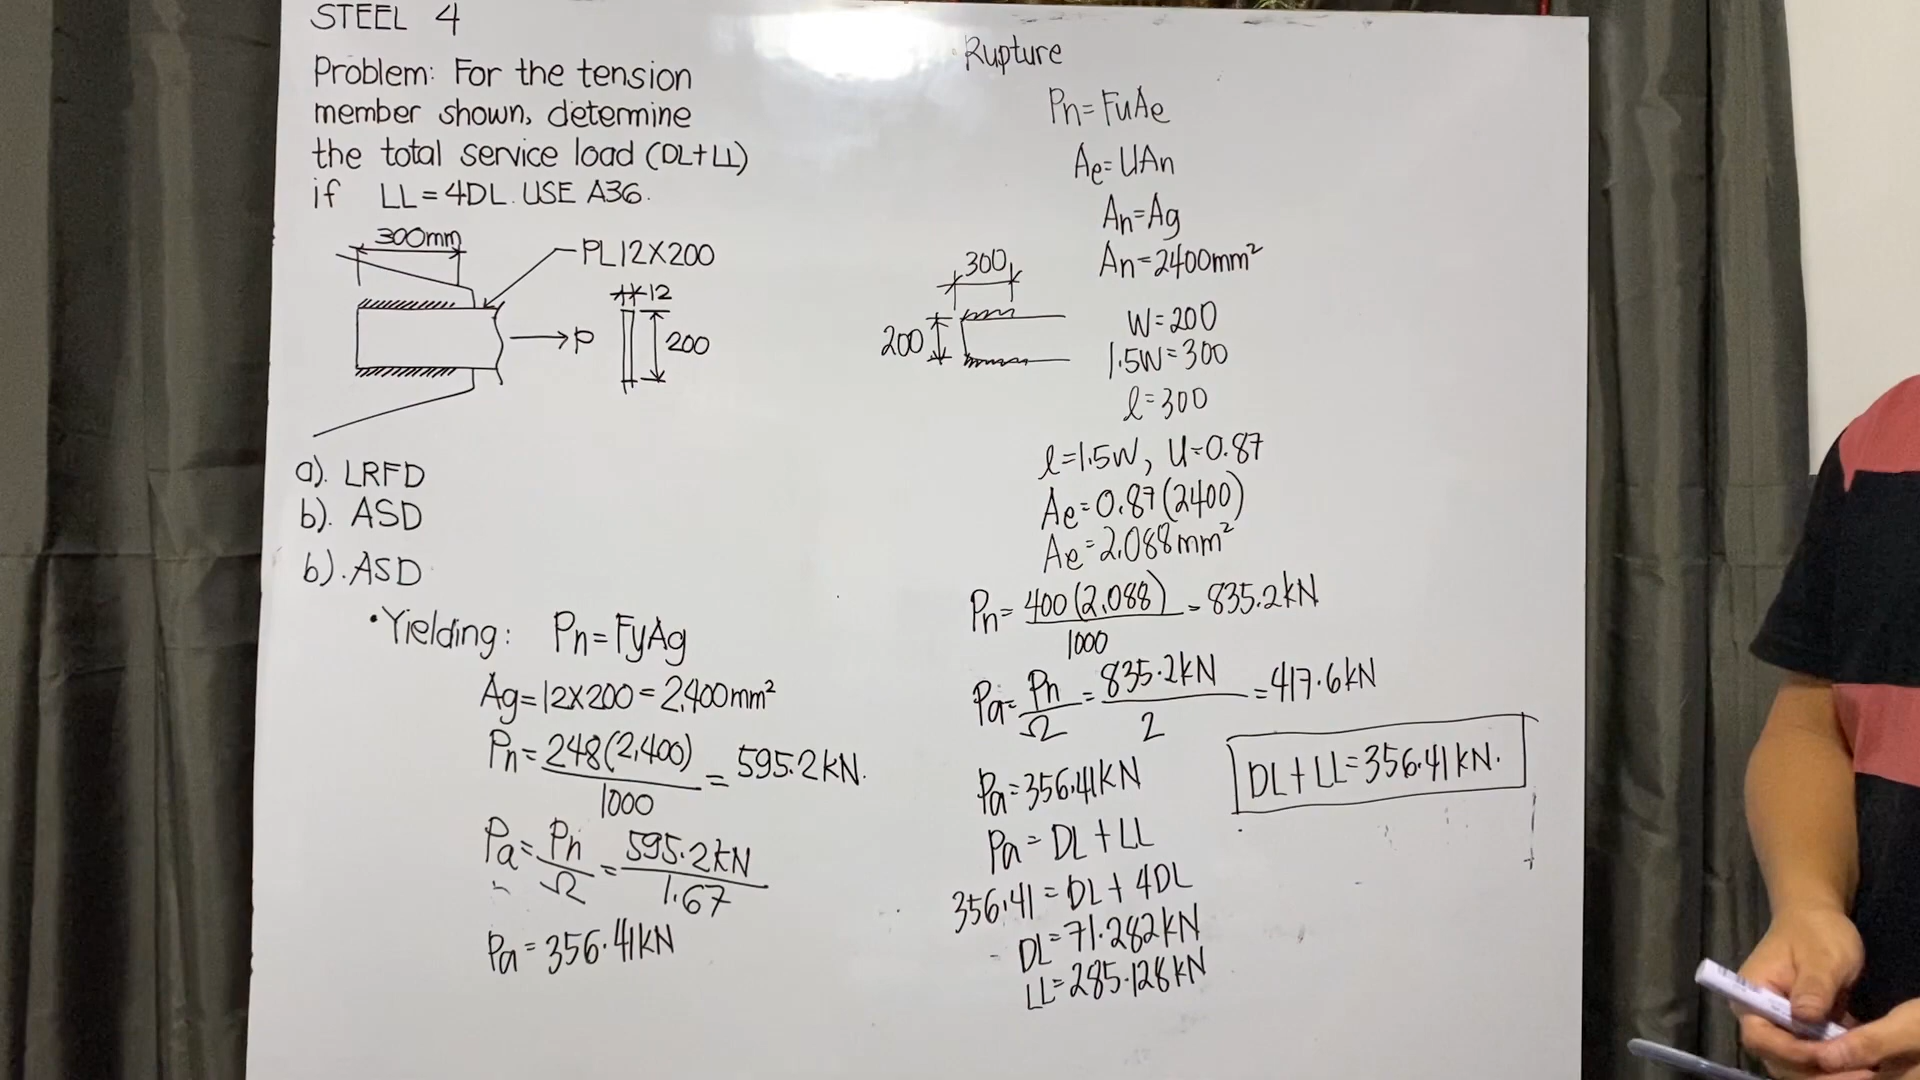 STEEL 4
Problem: For the tension
member shown, determine
the total service load (DL+LL)
if LL=4DL. USE A36.
300mm
PL12X200
12
P
200
a). LRFD
b). ASD
b). ASD
•Yielding: Pn=FyAg
Ag=12X200=2,400mm²
Pn=248(2,400)/1000=595.2kN.
Pa=Pn/Ω=595.2kN/1.67
Pa=356.41kN
Rupture
Pn=FuAe
Ae=UAn
An=Ag
An=2400mm²
300
200
W=200
1.5W=300
l=300
l=1.5W, U=0.87
Ae=0.87(2400)
Ae=2,088mm²
Pn=400(2,088)/1000=835.2kN
Pa=Pn/Ω=835.2kN/2=417.6kN
Pa=356.41kN
DL+LL=356.41kN.
Pa=DL+LL
356.41=DL+4DL
DL=71.282kN
LL=285.128kN